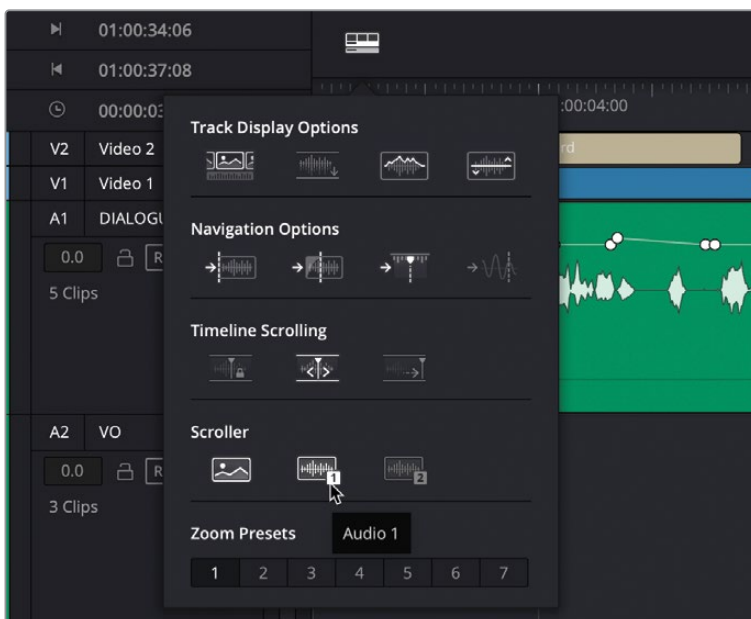 01:00:34:06
01:00:37:08
00:00:03
:00:04:00
Track Display Options
V2 Video 2
rd
V1 Video 1
A1 DIALOGU
Navigation Options
0.0 R
5 Clips
Timeline Scrolling
A2 VO
Scroller
0.0 R
1
2
3 Clips
Zoom Presets
Audio 1
1 2 3 4 5 6 7